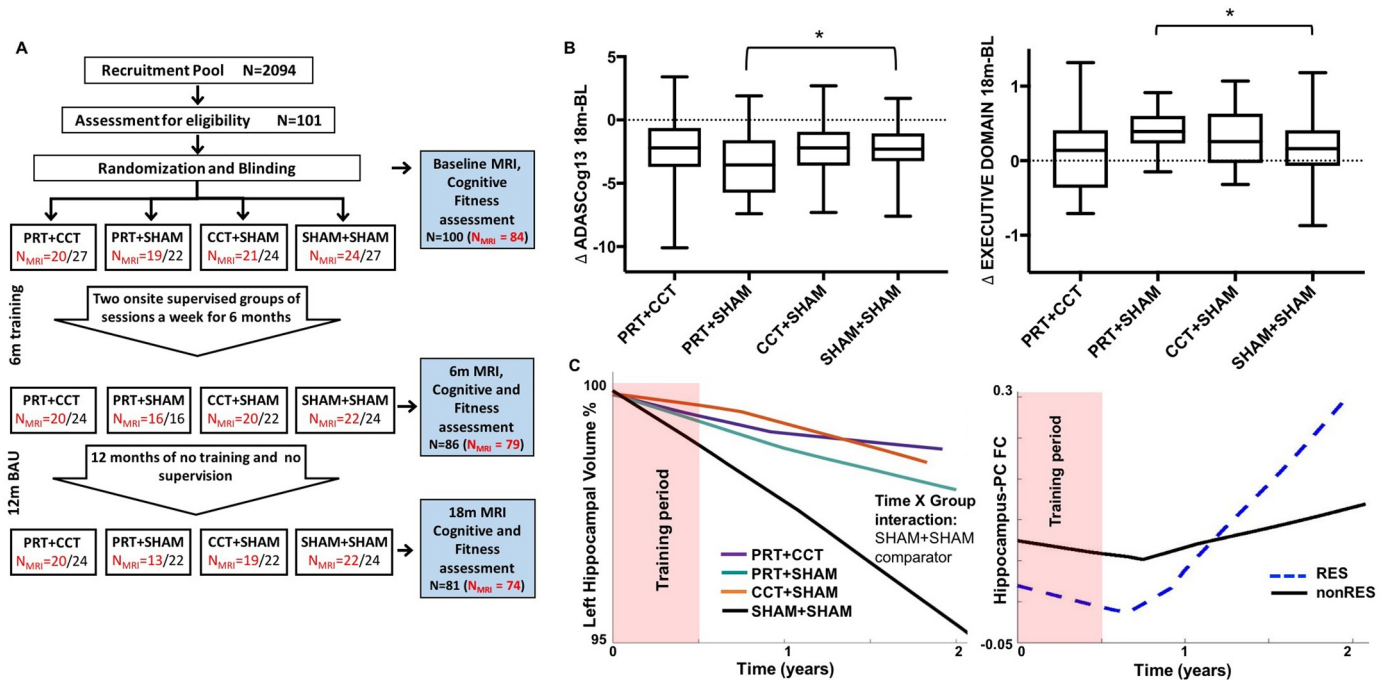 A
Recruitment Pool N=2094
Assessment for eligibility N=101
Randomization and Blinding
Baseline MRI,
Cognitive
Fitness
assessment
N=100 (NMRI = 84)
PRT+CCT
NMRI=20/27
PRT+SHAM
NMRI=19/22
CCT+SHAM
NMRI=21/24
SHAM+SHAM
NMRI=24/27
6m training
Two onsite supervised groups of
sessions a week for 6 months
PRT+CCT
NMRI=20/24
PRT+SHAM
NMRI=16/16
CCT+SHAM
NMRI=20/22
SHAM+SHAM
NMRI=22/24
6m MRI,
Cognitive and
Fitness
assessment
N=86 (NMRI = 79)
12m BAU
12 months of no training and no
supervision
PRT+CCT
NMRI=20/24
PRT+SHAM
NMRI=13/22
CCT+SHAM
NMRI=19/22
SHAM+SHAM
NMRI=22/24
18m MRI
Cognitive and
Fitness
assessment
N=81 (NMRI = 74)
B
Δ ADASCog13 18m-BL
5
0
-5
-10
*
PRT+CCT
PRT+SHAM
CCT+SHAM
SHAM+SHAM
Δ EXECUTIVE DOMAIN 18m-BL
1
0
-1
*
PRT+CCT
PRT+SHAM
CCT+SHAM
SHAM+SHAM
C
Left Hippocampal Volume %
100
95
Training period
Time X Group
interaction:
SHAM+SHAM
comparator
PRT+CCT
PRT+SHAM
CCT+SHAM
SHAM+SHAM
0
1
2
Time (years)
Hippocampus-PC FC
0.3
-0.05
Training period
RES
nonRES
0
1
2
Time (years)